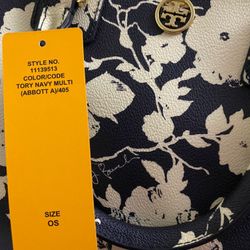 STYLE NO.
11139513
COLOR/CODE
TORY NAVY MULTI
(ABBOTT A)/405
SIZE
OS